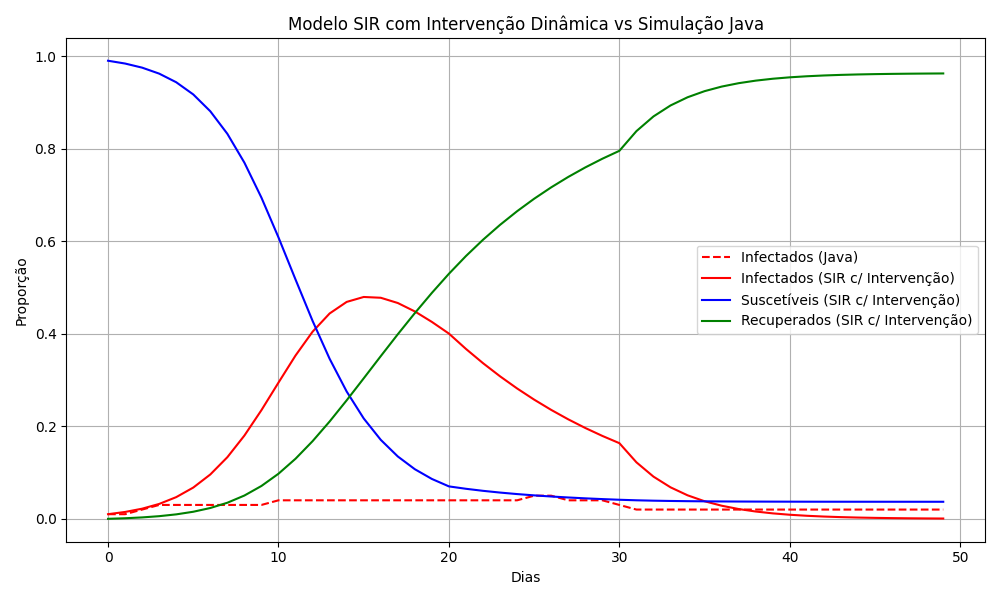 Modelo SIR com Intervenção Dinâmica vs Simulação Java
Proporção
1.0
0.8
0.6
0.4
0.2
0.0
Infectados (Java)
Infectados (SIR c/ Intervenção)
Suscetíveis (SIR c/ Intervenção)
Recuperados (SIR c/ Intervenção)
0 10 20 30 40 50
Dias